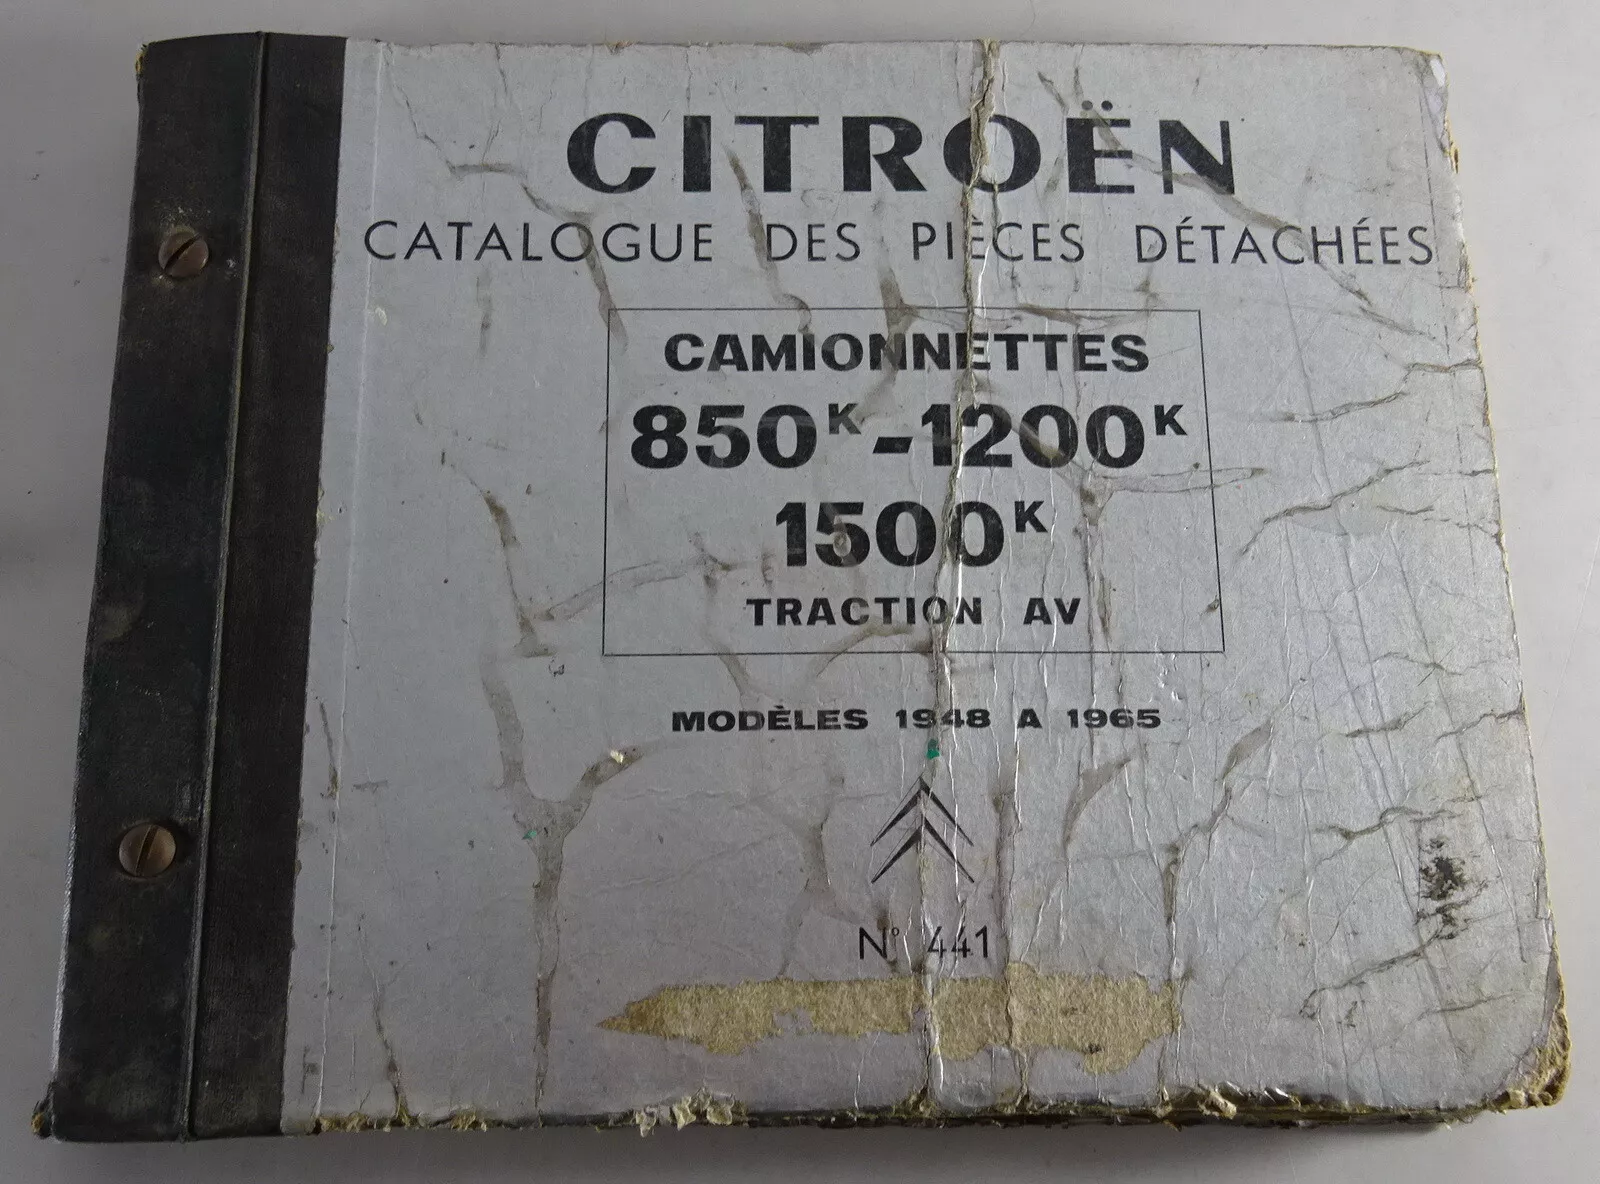 CITROËN
CATALOGUE DES PIÈCES DÉTACHÉES
CAMIONNETTES
850K - 1200K
1500K
TRACTION AV
MODÈLES 1948 A 1965
N° 441